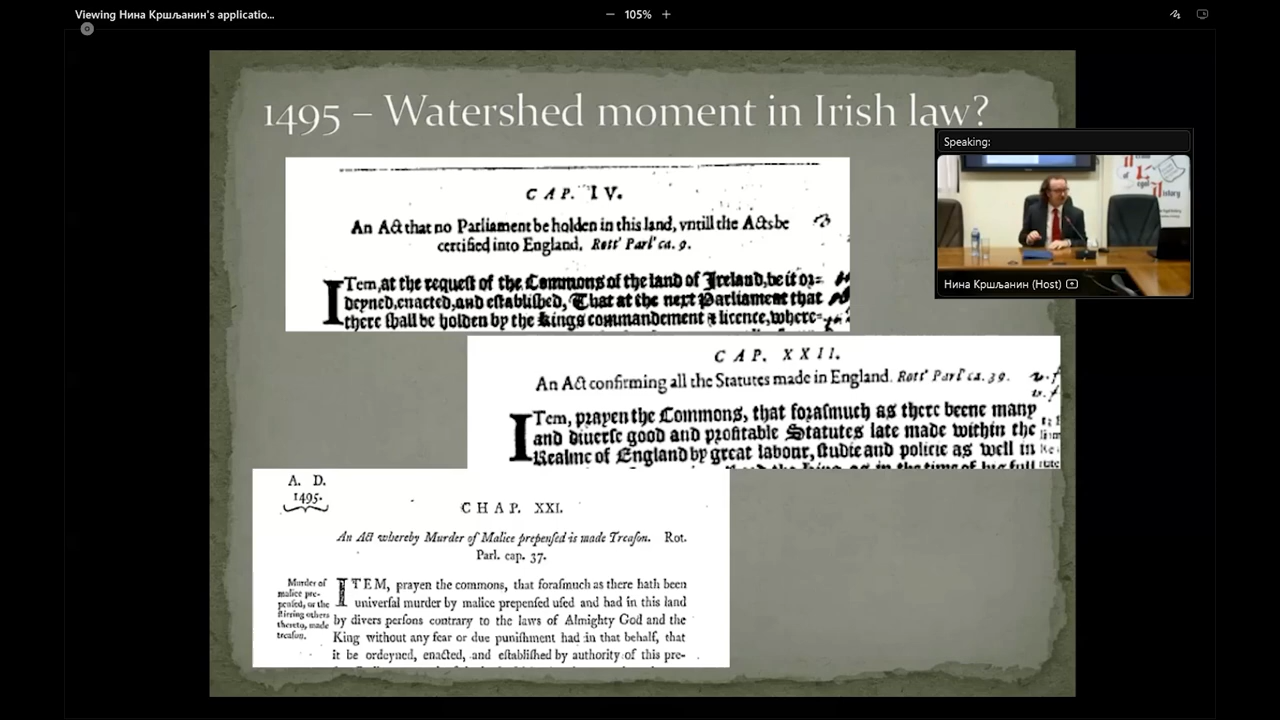 Viewing Нина Кршљанин's applicatio...
105%
1495 – Watershed moment in Irish law?
Speaking:
Нина Кршљанин (Host)
CAP. IV.
An Act that no Parliament be holden in this land, vntill the Acts be
certified into England. Rott' Parl' ca. 9.
ITem, at the request of the Commons of the land of Ireland, be it or=
deyned, enacted, and established, That at the next Parliament that
there shall be holden by the kings commandement & licence, where=
CAP. XXII.
An Act confirming all the Statutes made in England. Rott' Parl' ca. 39.
ITem, prayen the Commons, that forasmuch as there beene many
and diuerse good and profitable Statutes late made within the
Realme of England by great labour, studie and policie as well in
A. D.
1495.
CHAP. XXI.
An Act whereby Murder of Malice prepensed is made Treason. Rot.
Parl. cap. 37.
Murder of
malice pre-
pensed, or the
stirring others
thereto, made
treason.
ITEM, prayen the commons, that forasmuch as there hath been
universal murder by malice prepensed used and had in this land
by divers persons contrary to the laws of Almighty God and the
King without any fear or due punishment had in that behalf, that
it be ordeyned, enacted, and established by authority of this pre-